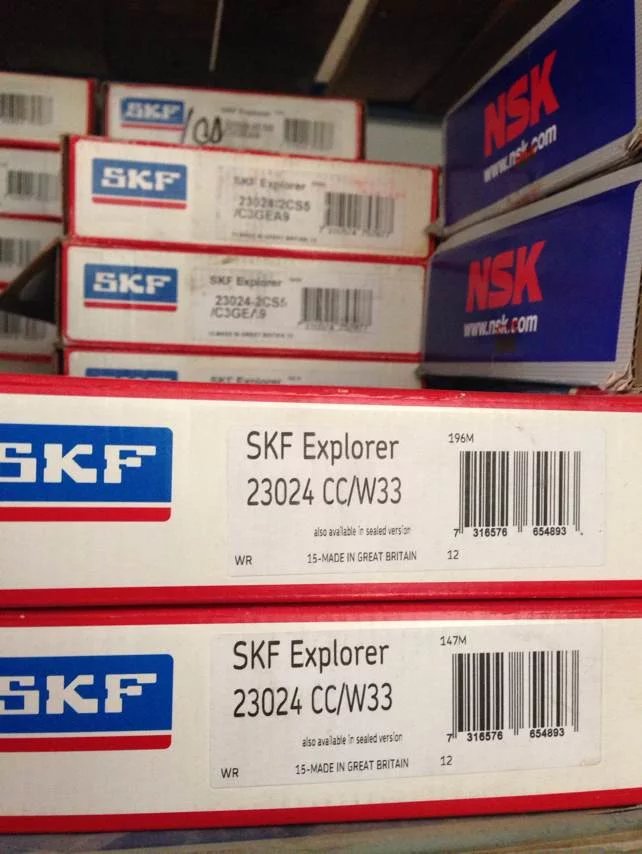 SKF
SKF
SKF Explorer
23024-2CS5
/C3GEA9
SKF
SKF Explorer
23024-2CS5
/C3GE/.9
SKF Explorer
NSK
www.nsk.com
NSK
www.nsk.com
SKF
SKF Explorer
23024 CC/W33
also available in sealed version
WR
15-MADE IN GREAT BRITAIN
196M
7 316576 654893
12
SKF
SKF Explorer
23024 CC/W33
also available in sealed version
WR
15-MADE IN GREAT BRITAIN
147M
7 316576 654893
12